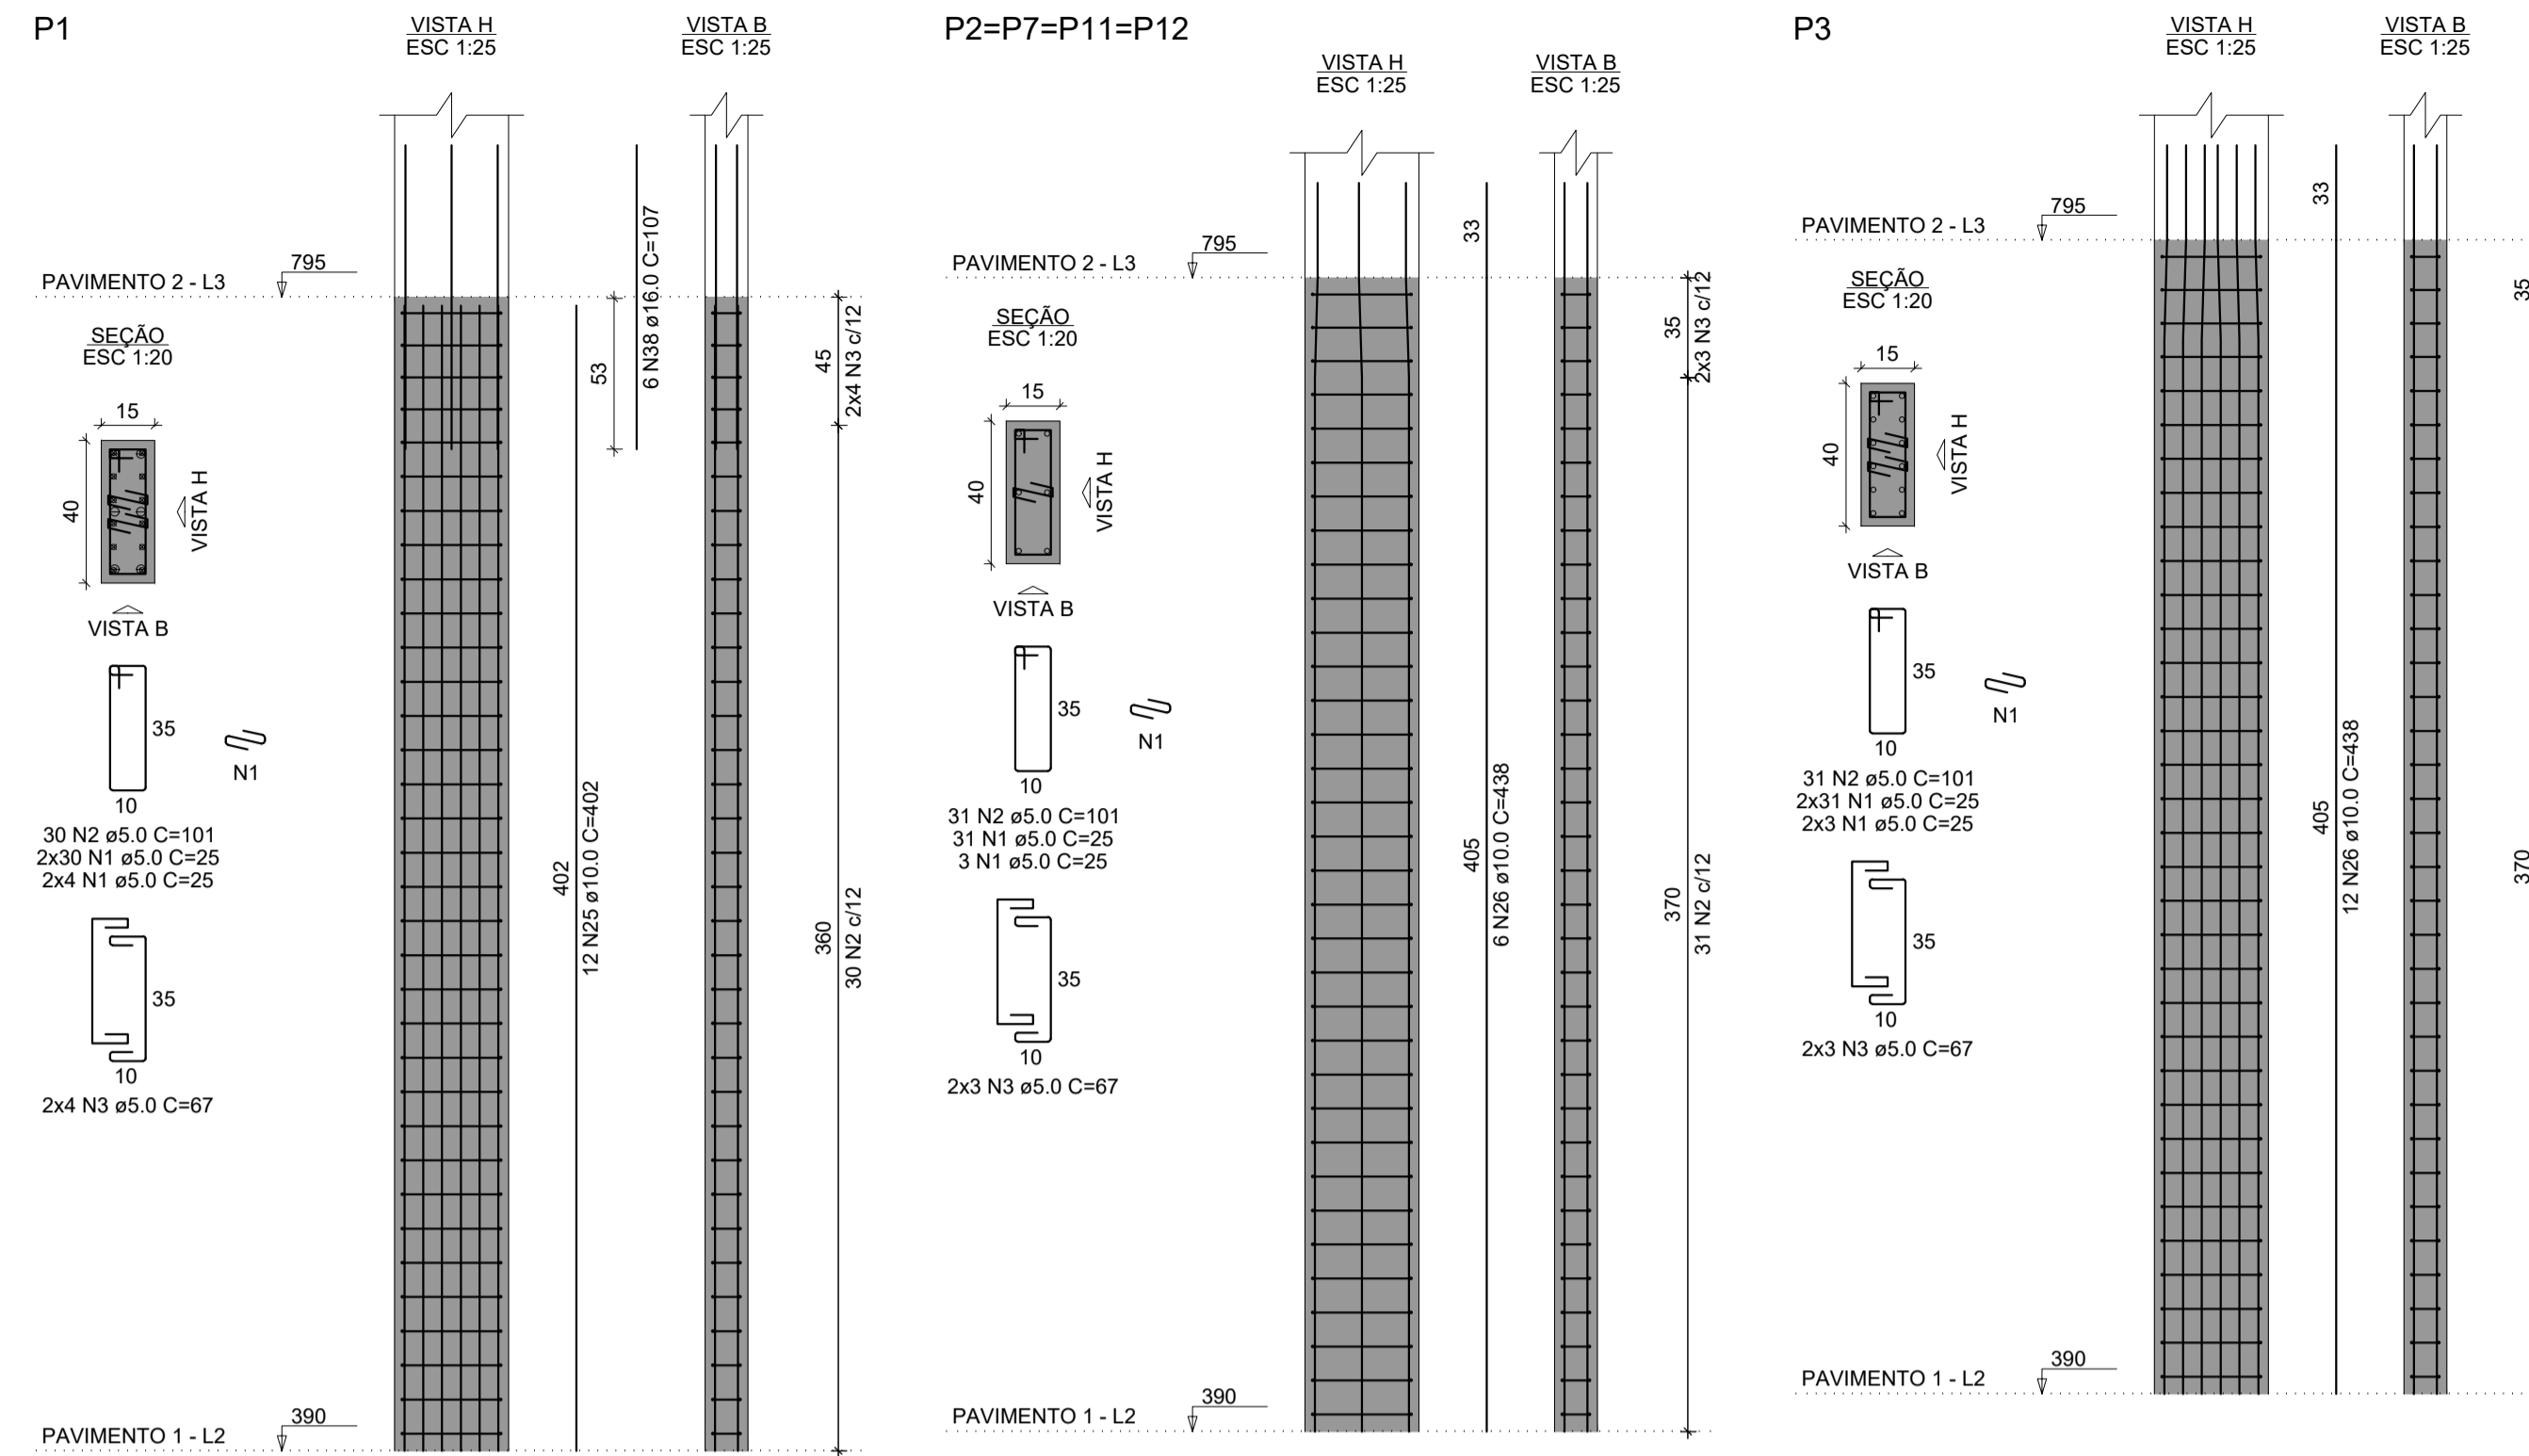 P1
VISTA H
ESC 1:25
VISTA B
ESC 1:25
PAVIMENTO 2 - L3
795
SEÇÃO
ESC 1:20
15
40
VISTA H
VISTA B
35
10
N1
30 N2 ø5.0 C=101
2x30 N1 ø5.0 C=25
2x4 N1 ø5.0 C=25
35
10
2x4 N3 ø5.0 C=67
402
12 N25 ø10.0 C=402
53
6 N38 ø16.0 C=107
45
2x4 N3 c/12
360
30 N2 c/12
PAVIMENTO 1 - L2
390
P2=P7=P11=P12
VISTA H
ESC 1:25
VISTA B
ESC 1:25
PAVIMENTO 2 - L3
795
SEÇÃO
ESC 1:20
15
40
VISTA H
VISTA B
35
10
N1
31 N2 ø5.0 C=101
31 N1 ø5.0 C=25
3 N1 ø5.0 C=25
35
10
2x3 N3 ø5.0 C=67
33
405
6 N26 ø10.0 C=438
35
2x3 N3 c/12
370
31 N2 c/12
PAVIMENTO 1 - L2
390
P3
VISTA H
ESC 1:25
VISTA B
ESC 1:25
PAVIMENTO 2 - L3
795
SEÇÃO
ESC 1:20
15
40
VISTA H
VISTA B
35
10
N1
31 N2 ø5.0 C=101
2x31 N1 ø5.0 C=25
2x3 N1 ø5.0 C=25
35
10
2x3 N3 ø5.0 C=67
33
405
12 N26 ø10.0 C=438
35
370
PAVIMENTO 1 - L2
390